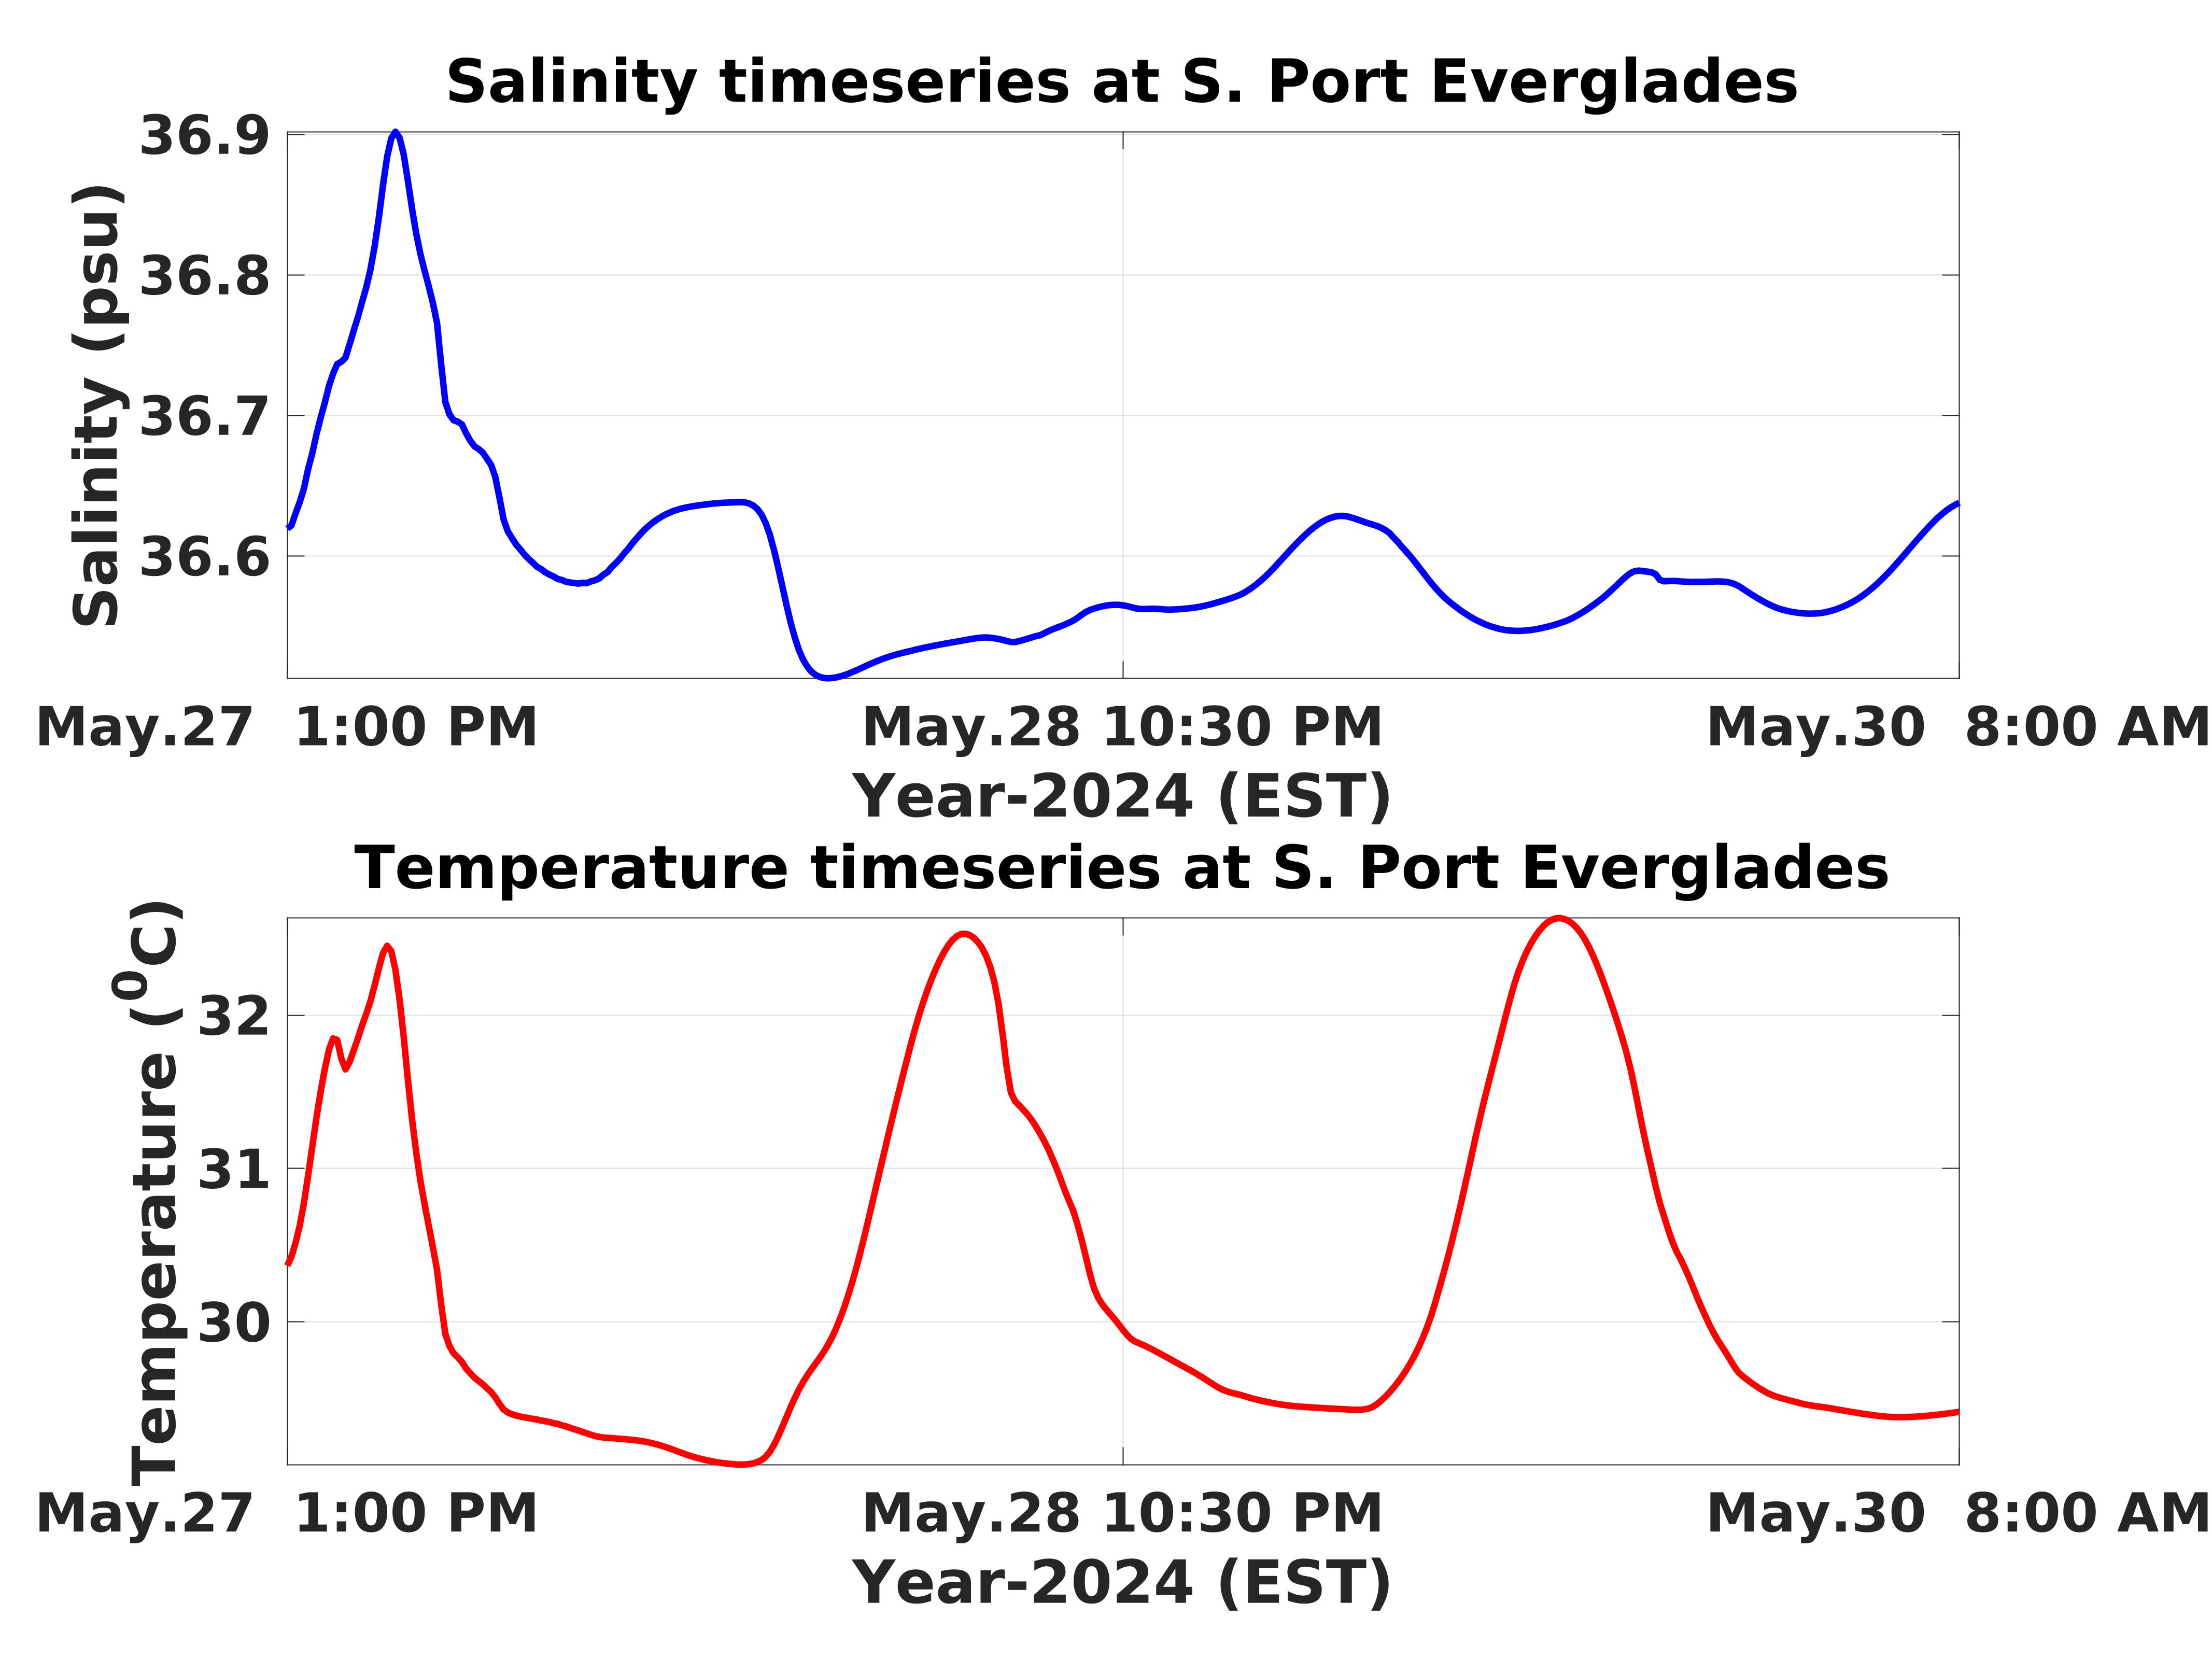 Salinity timeseries at S. Port Everglades
Salinity (psu)
36.9
36.8
36.7
36.6
May.27 1:00 PM
May.28 10:30 PM
May.30 8:00 AM
Year-2024 (EST)
Temperature timeseries at S. Port Everglades
Temperature (⁰C)
32
31
30
May.27 1:00 PM
May.28 10:30 PM
May.30 8:00 AM
Year-2024 (EST)